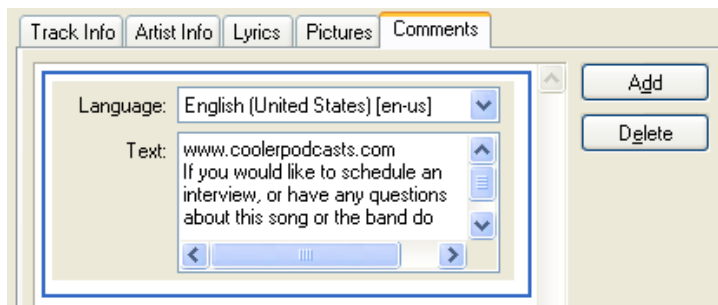 Track Info Artist Info Lyrics Pictures Comments
Language: English (United States) [en-us]
Add
Delete
Text: www.coolerpodcasts.com
If you would like to schedule an
interview, or have any questions
about this song or the band do